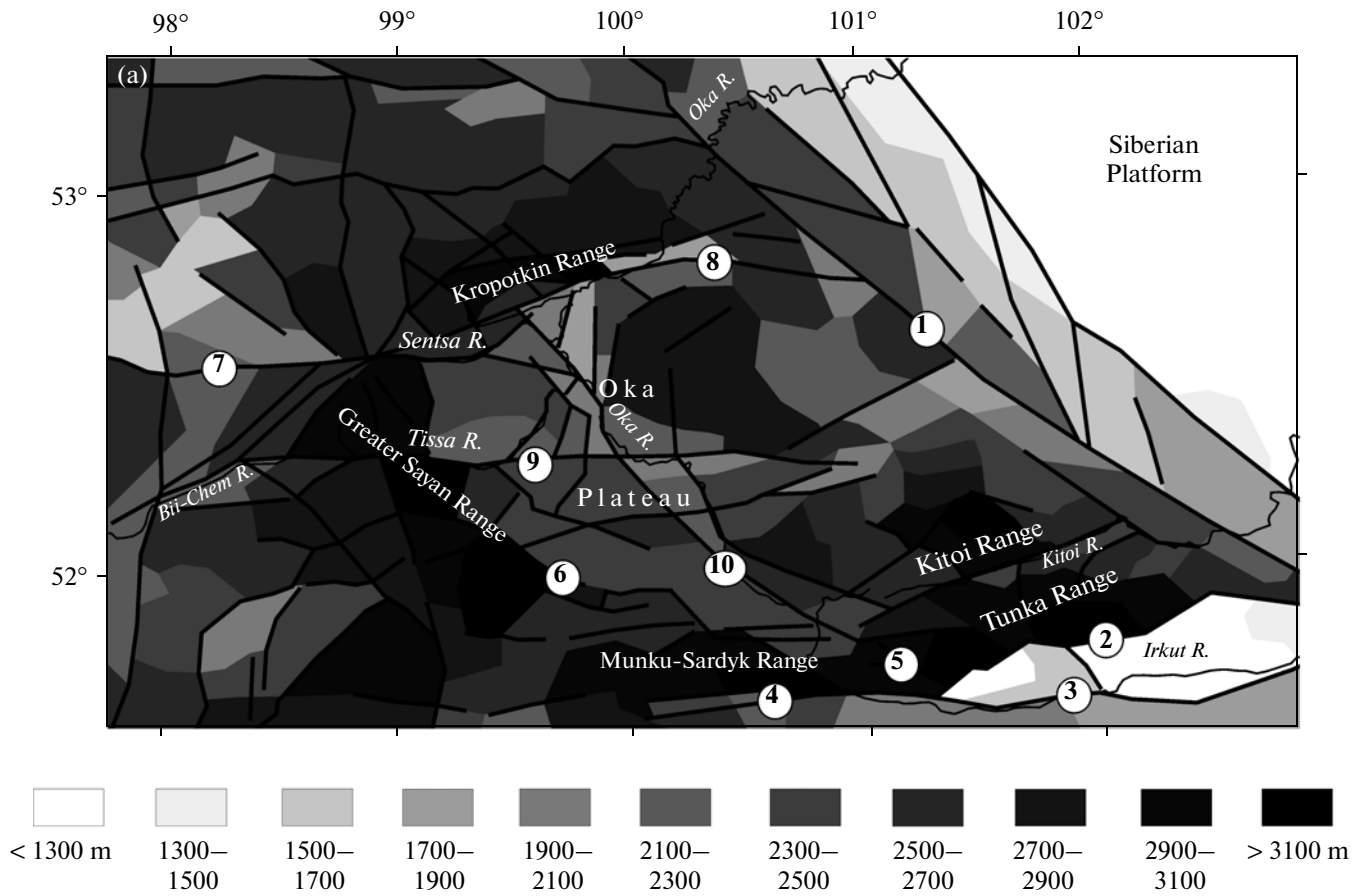 98° 99° 100° 101° 102°
(a)
Oka R.
Siberian
Platform
53°
Kropotkin Range
8
1
Sentsa R.
7
Oka
Oka R.
Greater Sayan Range
Tissa R.
9
Bii-Chem R.
Plateau
Kitoi Range
Kitoi R.
52°
6
10
Tunka Range
2
Irkut R.
Munku-Sardyk Range
5
4
3
< 1300 m
1300–
1500
1500–
1700
1700–
1900
1900–
2100
2100–
2300
2300–
2500
2500–
2700
2700–
2900
2900–
3100
> 3100 m